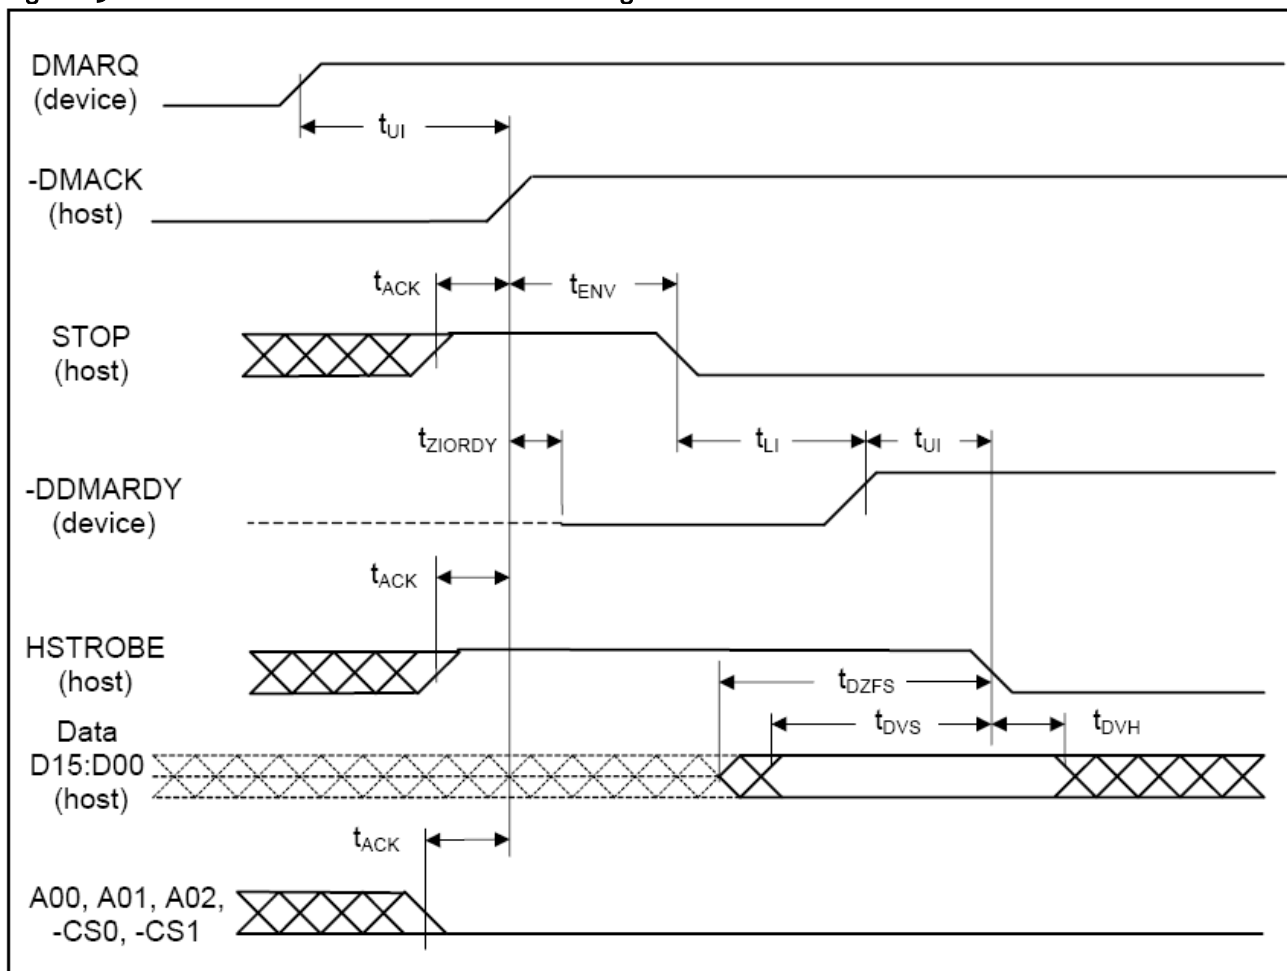 DMARQ
(device)
tUI
-DMACK
(host)
tACK
tENV
STOP
(host)
tZIORDY
tLI
tUI
-DDMARDY
(device)
tACK
HSTROBE
(host)
tDZFS
Data
tDVS
tDVH
D15:D00
(host)
tACK
A00, A01, A02,
-CS0, -CS1